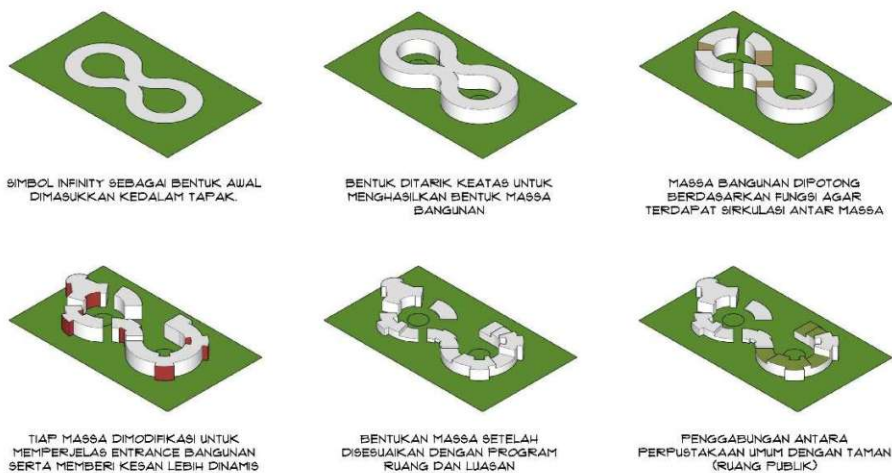 SIMBOL INFINITY SEBAGAI BENTUK AWAL
DIMASUKKAN KEDALAM TAPAK.
BENTUK DITARIK KEATAS UNTUK
MENGHASILKAN BENTUK MASSA
BANGUNAN
MASSA BANGUNAN DIPOTONG
BERDASARKAN FUNGSI AGAR
TERDAPAT SIRKULASI ANTAR MASSA
TIAP MASSA DIMODIFIKASI UNTUK
MEMPERJELAS ENTRANCE BANGUNAN
SERTA MEMBERI KESAN LEBIH DINAMIS
BENTUKAN MASSA SETELAH
DISESUAIKAN DENGAN PROGRAM
RUANG DAN LUASAN
PENGGABUNGAN ANTARA
PERPUSTAKAAN UMUM DENGAN TAMAN
(RUANG PUBLIK)